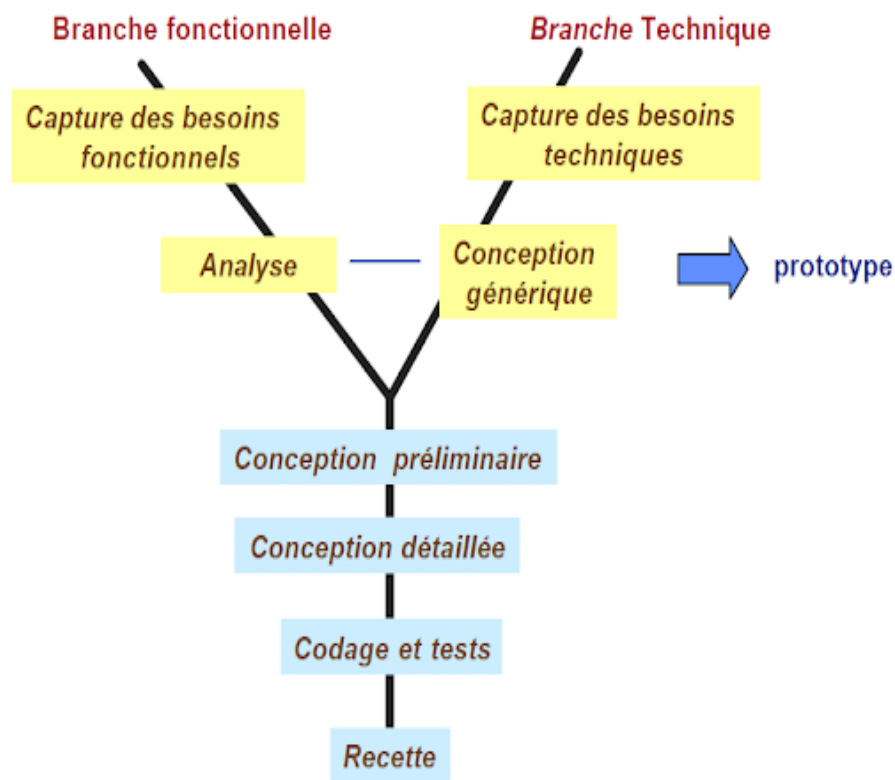 Branche fonctionnelle
Branche Technique
Capture des besoins
fonctionnels
Capture des besoins
techniques
Analyse
Conception
générique
prototype
Conception préliminaire
Conception détaillée
Codage et tests
Recette